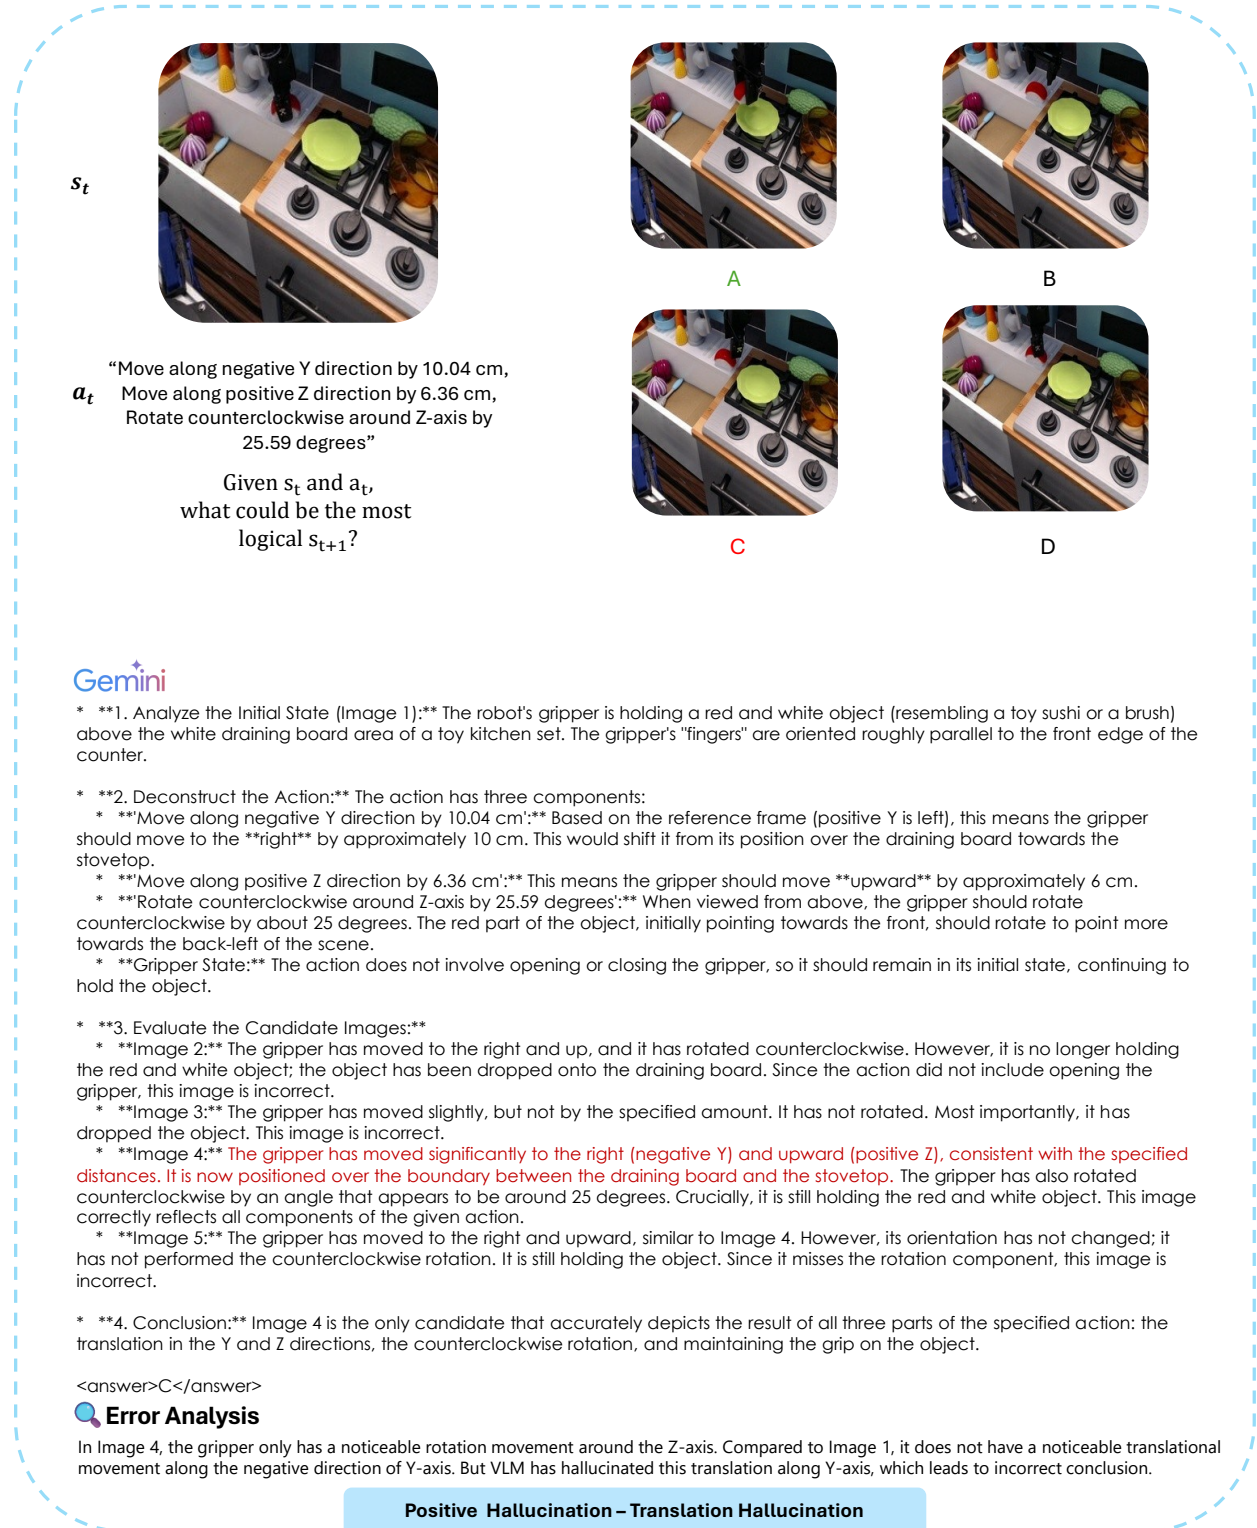 s_t
a_t
“Move along negative Y direction by 10.04 cm,
Move along positive Z direction by 6.36 cm,
Rotate counterclockwise around Z-axis by
25.59 degrees”
Given s_t and a_t,
what could be the most
logical s_{t+1}?
A
B
C
D
Gemini
* **1. Analyze the Initial State (Image 1):** The robot's gripper is holding a red and white object (resembling a toy sushi or a brush)
above the white draining board area of a toy kitchen set. The gripper's "fingers" are oriented roughly parallel to the front edge of the
counter.
* **2. Deconstruct the Action:** The action has three components:
* **'Move along negative Y direction by 10.04 cm':** Based on the reference frame (positive Y is left), this means the gripper
should move to the **right** by approximately 10 cm. This would shift it from its position over the draining board towards the
stovetop.
* **'Move along positive Z direction by 6.36 cm':** This means the gripper should move **upward** by approximately 6 cm.
* **'Rotate counterclockwise around Z-axis by 25.59 degrees':** When viewed from above, the gripper should rotate
counterclockwise by about 25 degrees. The red part of the object, initially pointing towards the front, should rotate to point more
towards the back-left of the scene.
* **Gripper State:** The action does not involve opening or closing the gripper, so it should remain in its initial state, continuing to
hold the object.
* **3. Evaluate the Candidate Images:**
* **Image 2:** The gripper has moved to the right and up, and it has rotated counterclockwise. However, it is no longer holding
the red and white object; the object has been dropped onto the draining board. Since the action did not include opening the
gripper, this image is incorrect.
* **Image 3:** The gripper has moved slightly, but not by the specified amount. It has not rotated. Most importantly, it has
dropped the object. This image is incorrect.
* **Image 4:** The gripper has moved significantly to the right (negative Y) and upward (positive Z), consistent with the specified
distances. It is now positioned over the boundary between the draining board and the stovetop. The gripper has also rotated
counterclockwise by an angle that appears to be around 25 degrees. Crucially, it is still holding the red and white object. This image
correctly reflects all components of the given action.
* **Image 5:** The gripper has moved to the right and upward, similar to Image 4. However, its orientation has not changed; it
has not performed the counterclockwise rotation. It is still holding the object. Since it misses the rotation component, this image is
incorrect.
* **4. Conclusion:** Image 4 is the only candidate that accurately depicts the result of all three parts of the specified action: the
translation in the Y and Z directions, the counterclockwise rotation, and maintaining the grip on the object.
<answer>C</answer>
Error Analysis
In Image 4, the gripper only has a noticeable rotation movement around the Z-axis. Compared to Image 1, it does not have a noticeable translational
movement along the negative direction of Y-axis. But VLM has hallucinated this translation along Y-axis, which leads to incorrect conclusion.
Positive Hallucination – Translation Hallucination